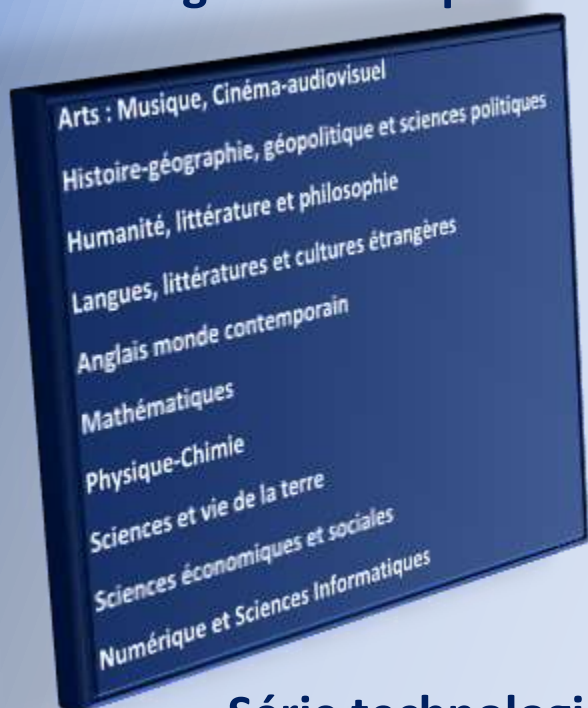 Arts : Musique, Cinéma-audiovisuel
Histoire-géographie, géopolitique et sciences politiques
Humanité, littérature et philosophie
Langues, littératures et cultures étrangères
Anglais monde contemporain
Mathématiques
Physique-Chimie
Sciences et vie de la terre
Sciences économiques et sociales
Numérique et Sciences Informatiques
Série